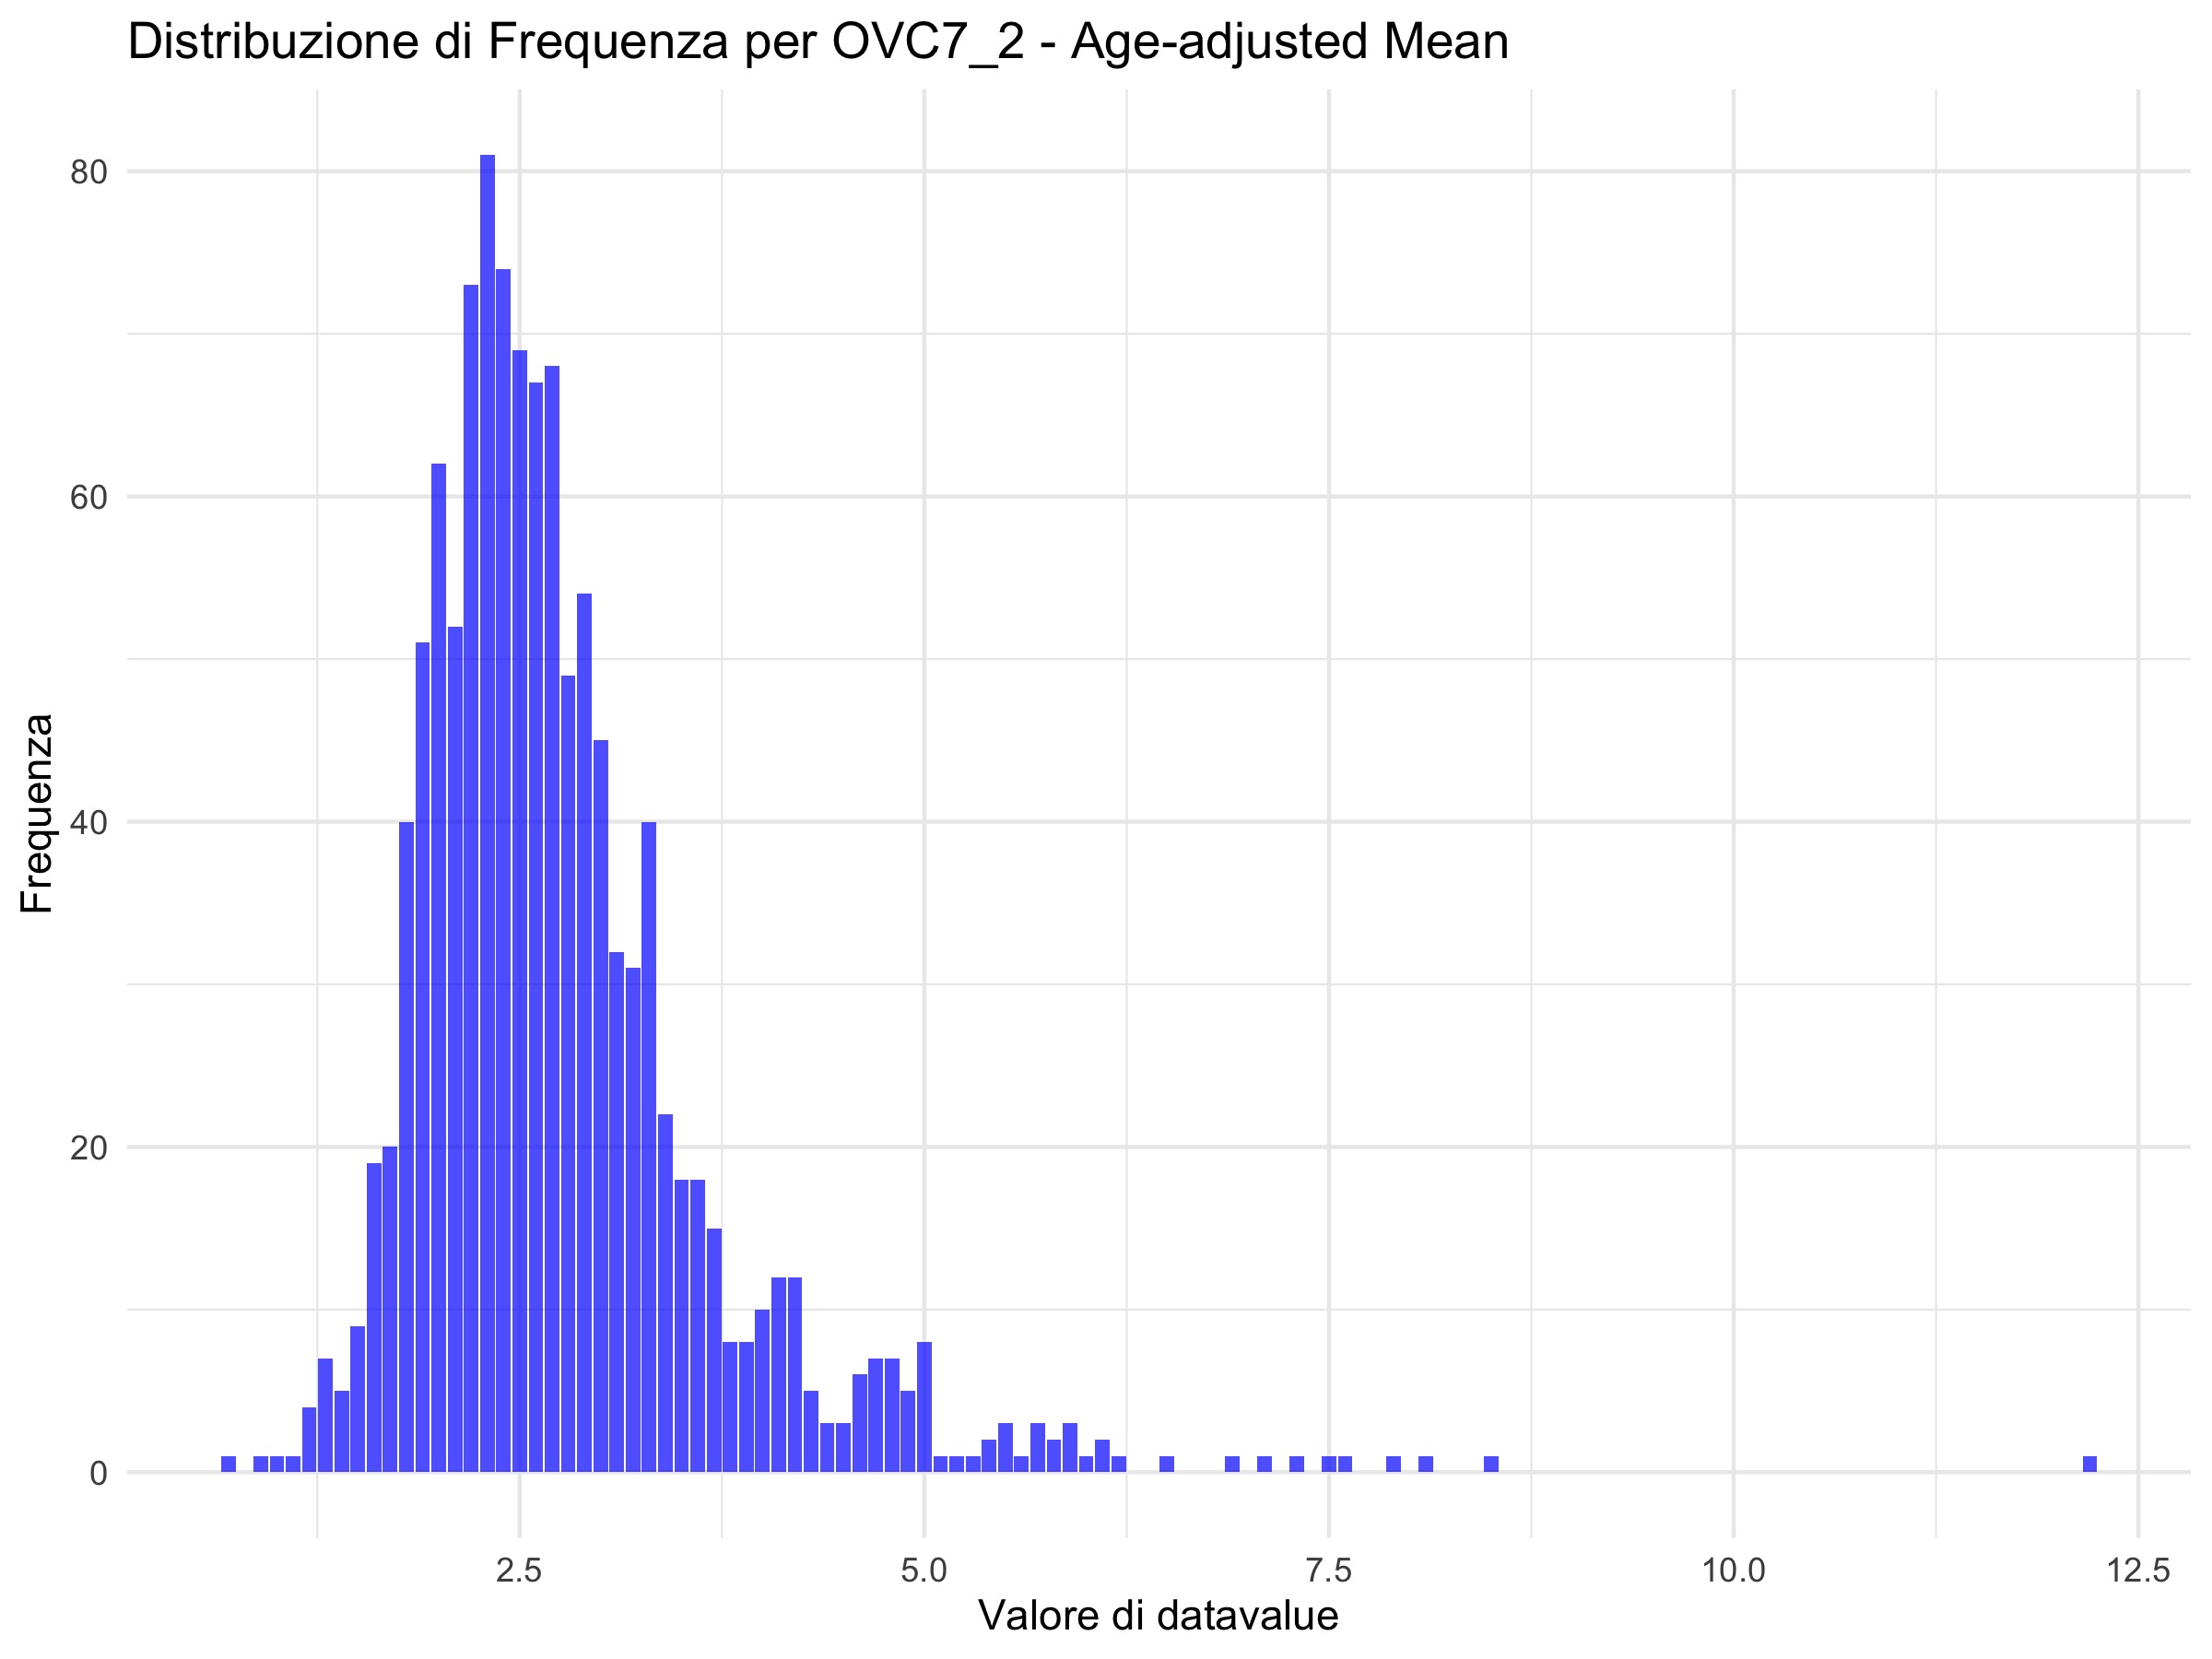 Distribuzione di Frequenza per OVC7_2 - Age-adjusted Mean
Frequenza
80
60
40
20
0
2.5 5.0 7.5 10.0 12.5
Valore di datavalue